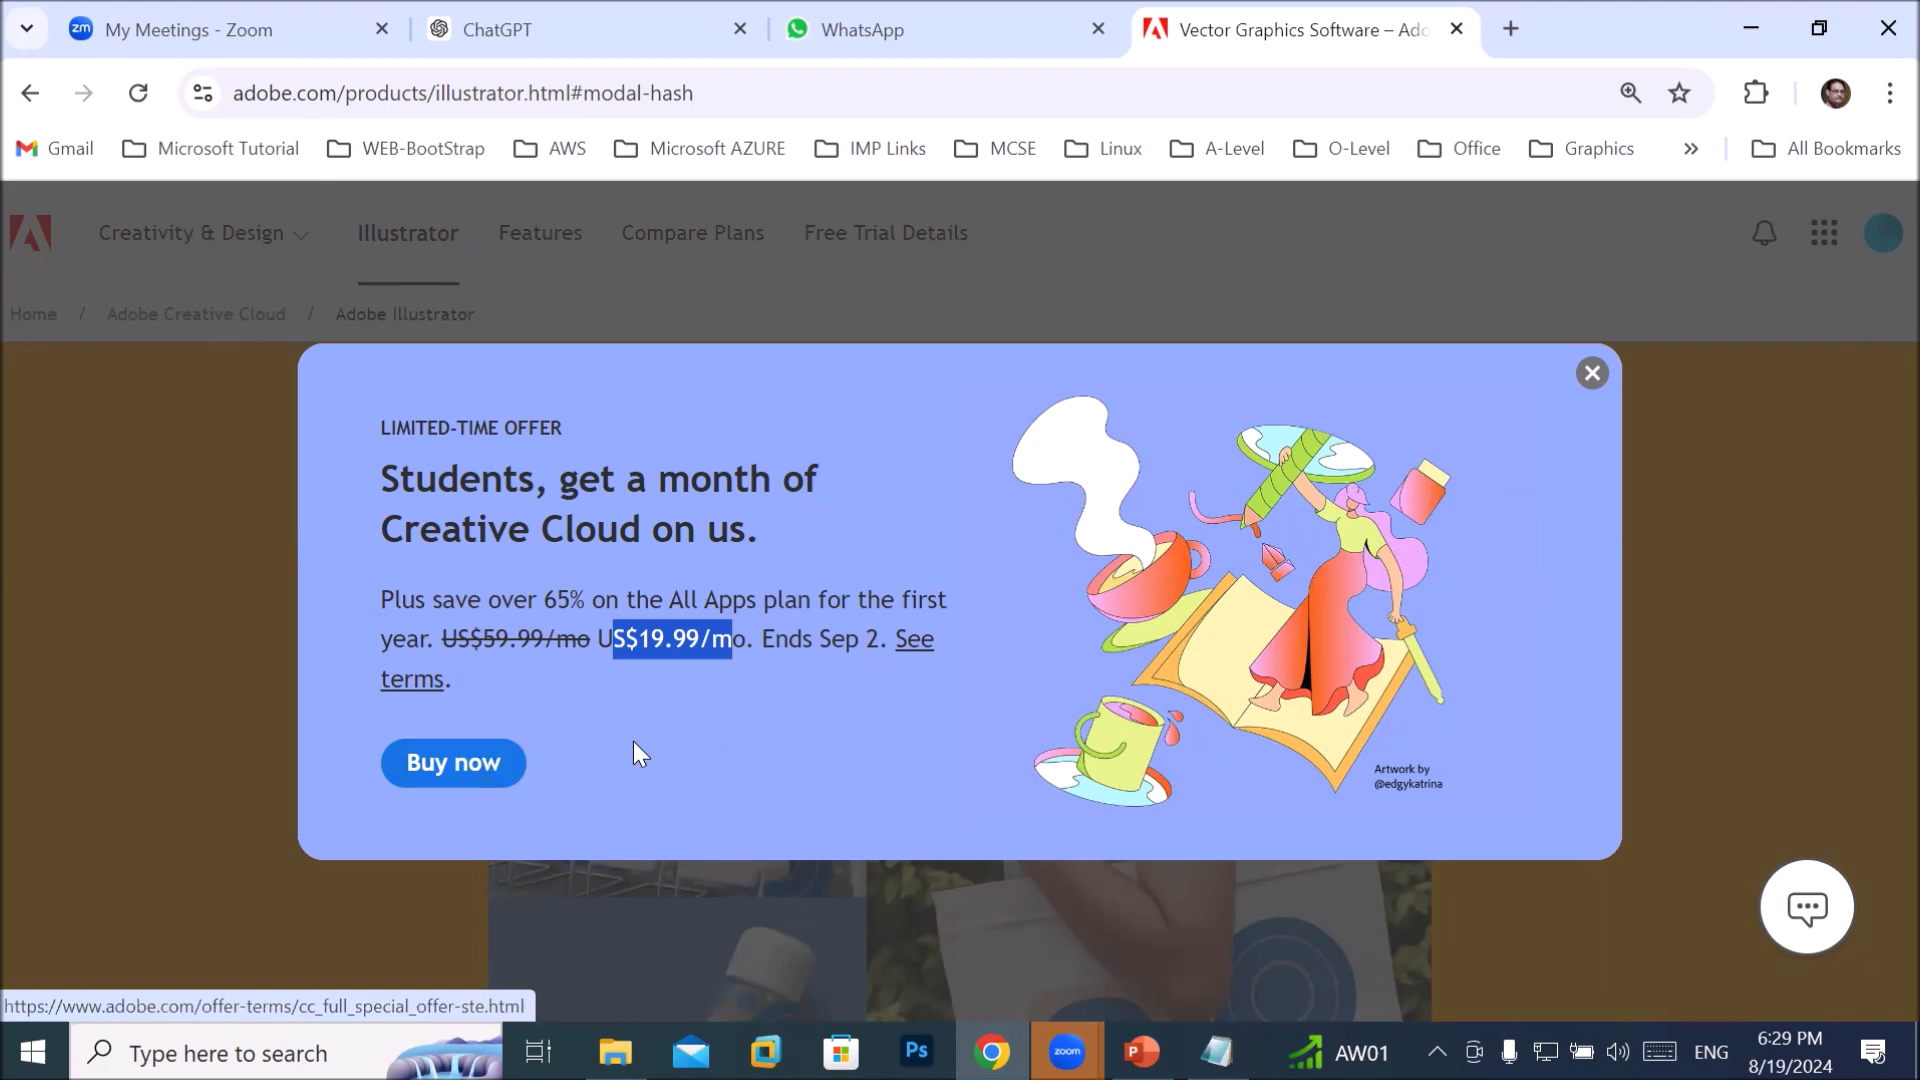 zm My Meetings - Zoom
ChatGPT
WhatsApp
Vector Graphics Software – Ado
adobe.com/products/illustrator.html#modal-hash
Gmail
Microsoft Tutorial
WEB-BootStrap
AWS
Microsoft AZURE
IMP Links
MCSE
Linux
A-Level
O-Level
Office
Graphics
All Bookmarks
Creativity & Design
Illustrator
Features
Compare Plans
Free Trial Details
Home / Adobe Creative Cloud / Adobe Illustrator
LIMITED-TIME OFFER
Students, get a month of
Creative Cloud on us.
Plus save over 65% on the All Apps plan for the first
year. US$59.99/mo US$19.99/mo. Ends Sep 2. See
terms.
Buy now
Artwork by
@edgykatrina
https://www.adobe.com/offer-terms/cc_full_special_offer-ste.html
Type here to search
Ps
zoom
P
AW01
ENG
6:29 PM
8/19/2024